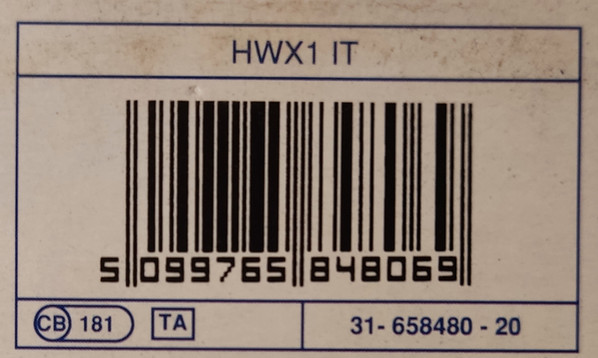 HWX1 IT
5 099765 848069
CB 181 TA 31- 658480 - 20